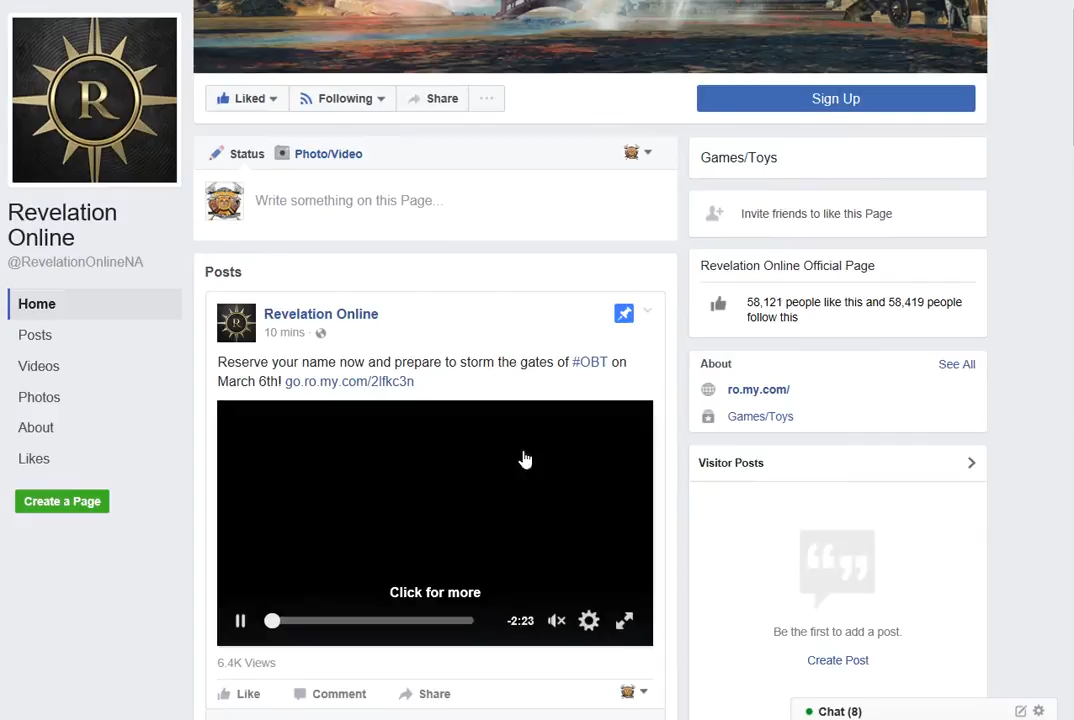 R
Revelation
Online
@RevelationOnlineNA
Home
Posts
Videos
Photos
About
Likes
Create a Page
Liked
Following
Share
...
Sign Up
Status
Photo/Video
Write something on this Page...
Posts
R
Revelation Online
10 mins ·
Reserve your name now and prepare to storm the gates of #OBT on
March 6th! go.ro.my.com/2lfkc3n
Click for more
-2:23
6.4K Views
Like
Comment
Share
Games/Toys
Invite friends to like this Page
Revelation Online Official Page
58,121 people like this and 58,419 people
follow this
About
See All
ro.my.com/
Games/Toys
Visitor Posts
Be the first to add a post.
Create Post
Chat (8)